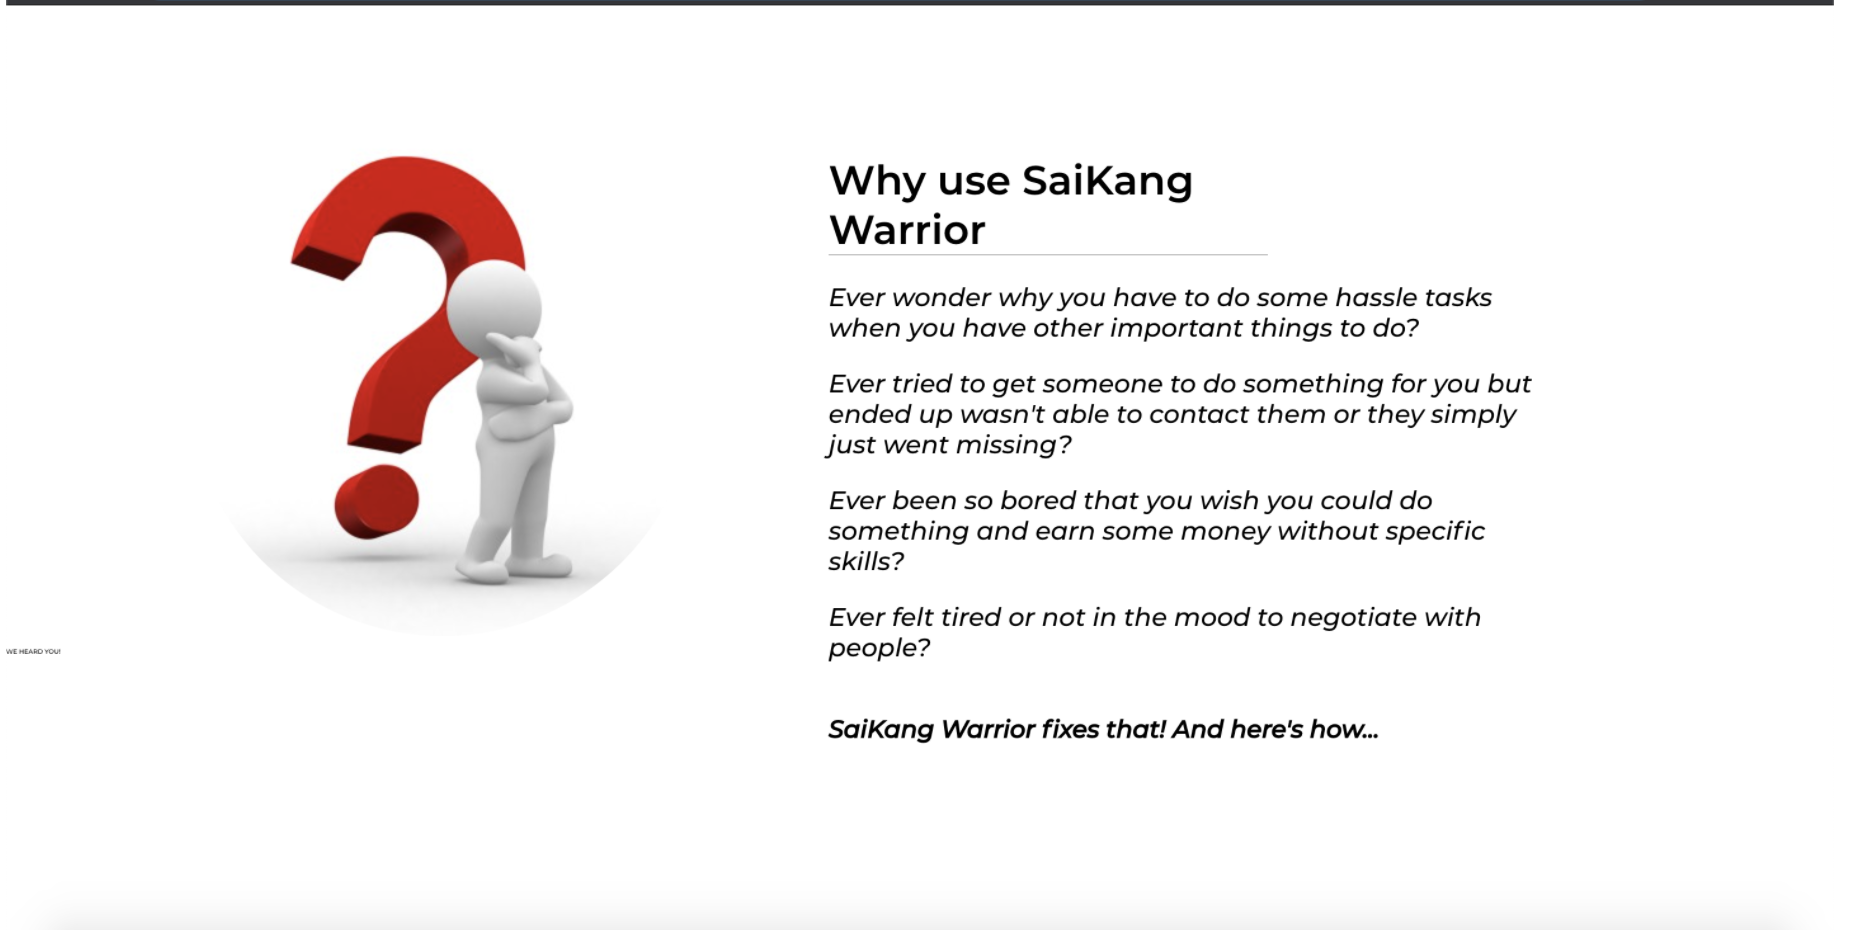 Why use SaiKang
Warrior
Ever wonder why you have to do some hassle tasks
when you have other important things to do?
Ever tried to get someone to do something for you but
ended up wasn't able to contact them or they simply
just went missing?
Ever been so bored that you wish you could do
something and earn some money without specific
skills?
Ever felt tired or not in the mood to negotiate with
people?
WE HEARD YOU!
SaiKang Warrior fixes that! And here's how...